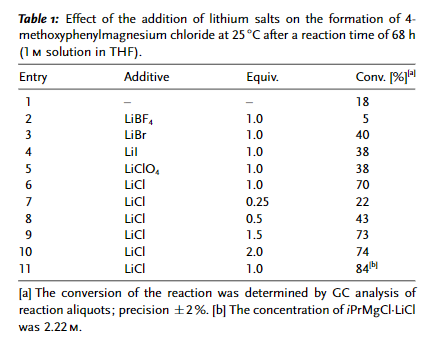 Table 1: Effect of the addition of lithium salts on the formation of 4-
methoxyphenylmagnesium chloride at 25 °C after a reaction time of 68 h
(1 M solution in THF).
Entry Additive Equiv. Conv. [%][a]
1 – – 18
2 LiBF₄ 1.0 5
3 LiBr 1.0 40
4 LiI 1.0 38
5 LiClO₄ 1.0 38
6 LiCl 1.0 70
7 LiCl 0.25 22
8 LiCl 0.5 43
9 LiCl 1.5 73
10 LiCl 2.0 74
11 LiCl 1.0 84[b]
[a] The conversion of the reaction was determined by GC analysis of
reaction aliquots; precision ±2%. [b] The concentration of iPrMgCl·LiCl
was 2.22 M.